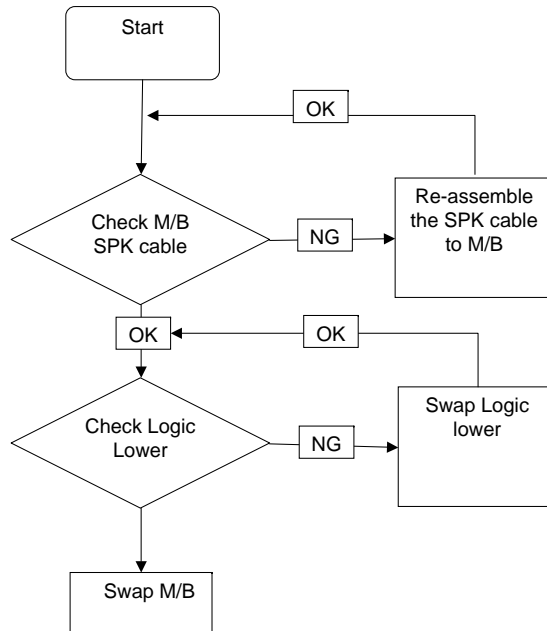 Start
OK
Check M/B
SPK cable
NG
Re-assemble
the SPK cable
to M/B
OK
OK
Check Logic
Lower
NG
Swap Logic
lower
Swap M/B